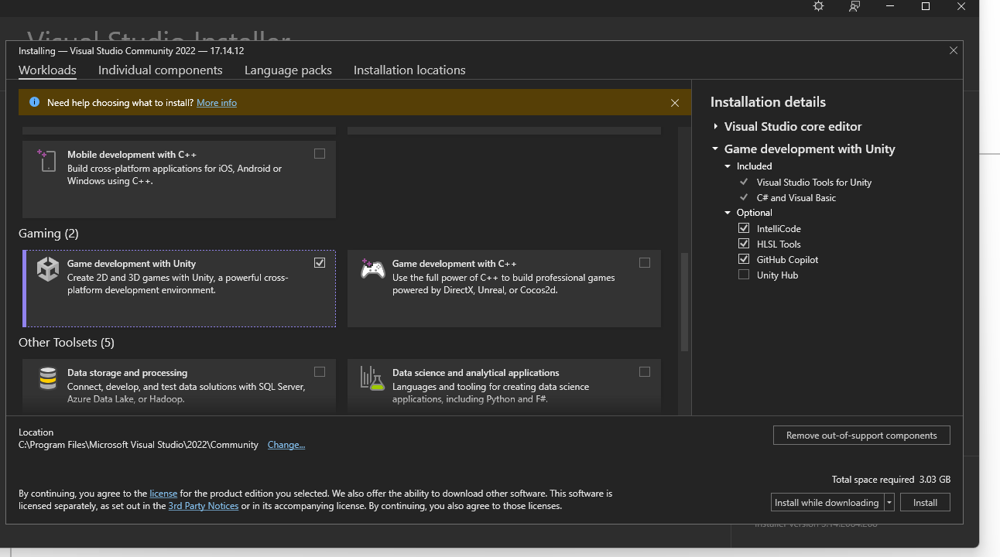 Visual Studio Installer
Installing — Visual Studio Community 2022 — 17.14.12
Workloads Individual components Language packs Installation locations
Need help choosing what to install? More info
Mobile development with C++
Build cross-platform applications for iOS, Android or
Windows using C++.
Gaming (2)
Game development with Unity
Create 2D and 3D games with Unity, a powerful cross-
platform development environment.
Game development with C++
Use the full power of C++ to build professional games
powered by DirectX, Unreal, or Cocos2d.
Other Toolsets (5)
Data storage and processing
Connect, develop, and test data solutions with SQL Server,
Azure Data Lake, or Hadoop.
Data science and analytical applications
Languages and tooling for creating data science
applications, including Python and F#.
Installation details
Visual Studio core editor
Game development with Unity
Included
Visual Studio Tools for Unity
C# and Visual Basic
Optional
IntelliCode
HLSL Tools
GitHub Copilot
Unity Hub
Location
C:\Program Files\Microsoft Visual Studio\2022\Community Change...
Remove out-of-support components
Total space required 3.03 GB
By continuing, you agree to the license for the product edition you selected. We also offer the ability to download other software. This software is
licensed separately, as set out in the 3rd Party Notices or in its accompanying license. By continuing, you also agree to those licenses.
Install while downloading Install